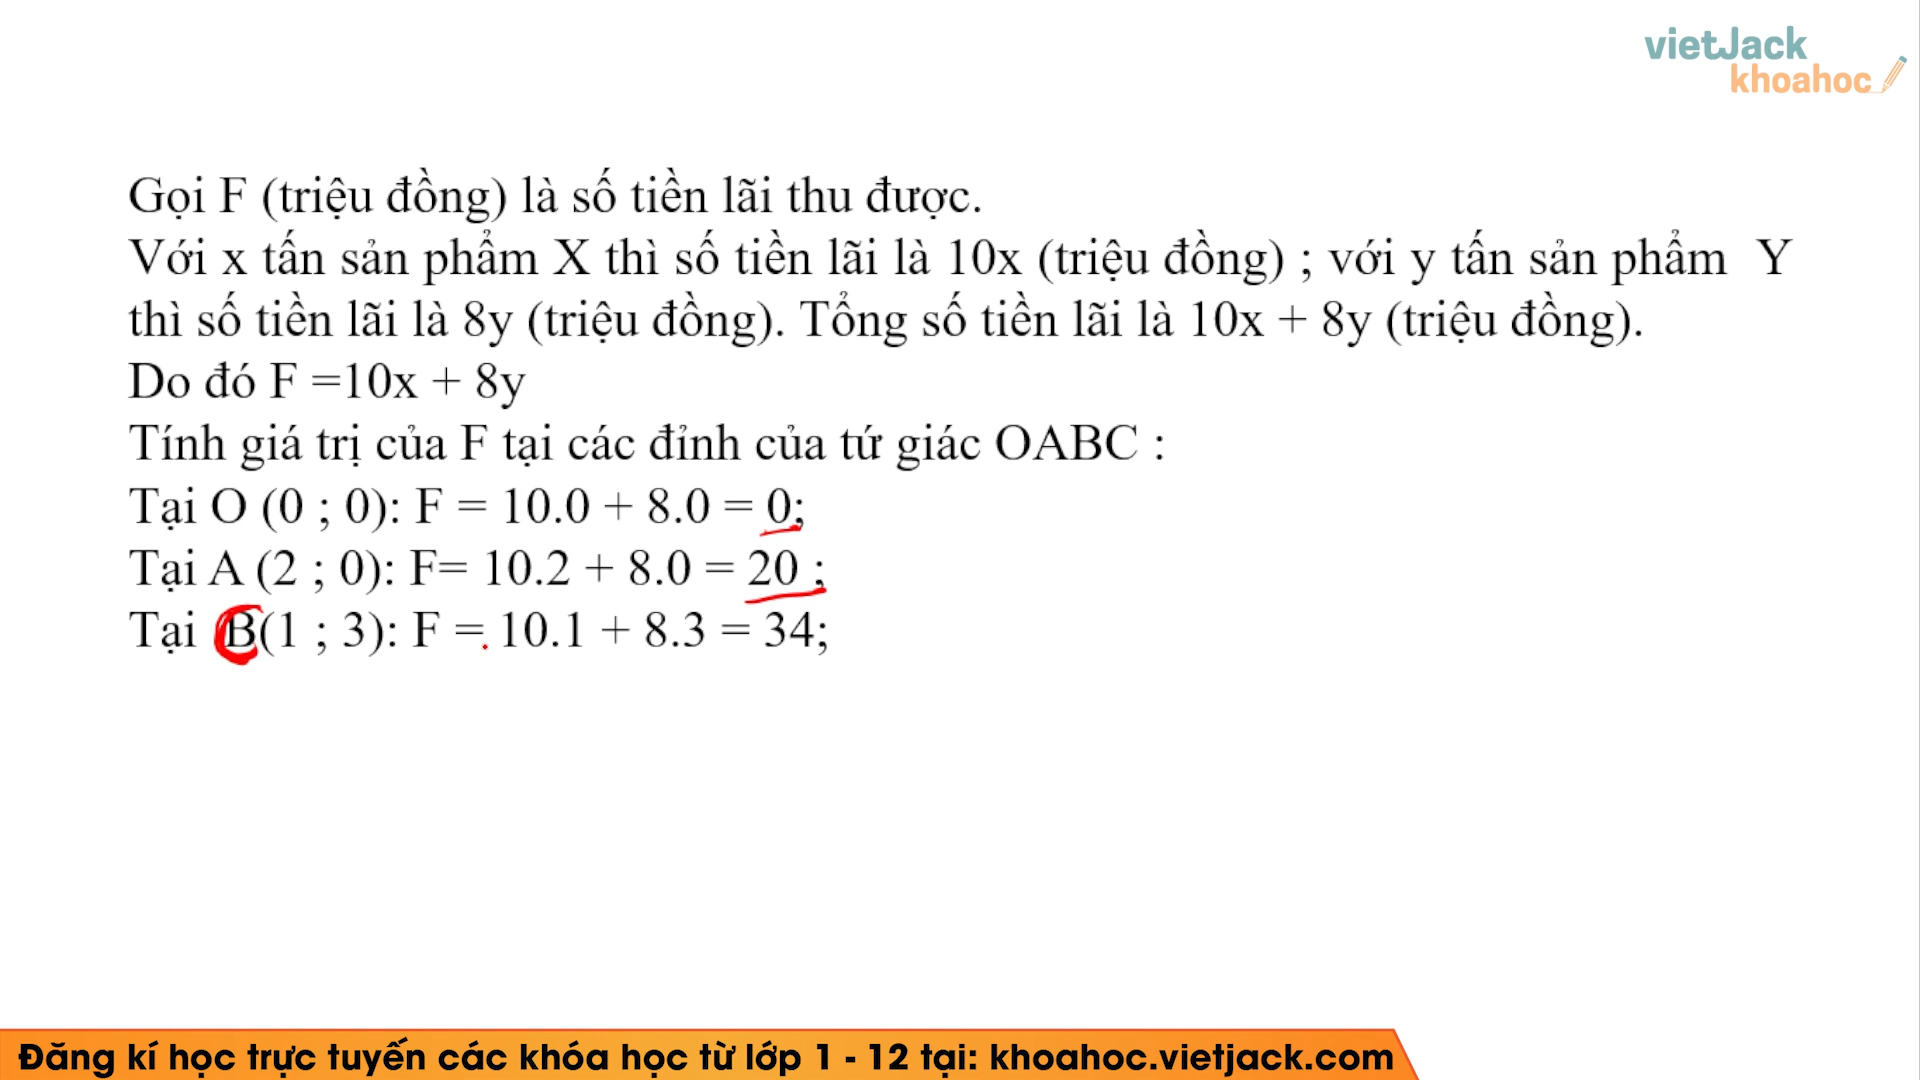 vietJack
khoahoc
Gọi F (triệu đồng) là số tiền lãi thu được.
Với x tấn sản phẩm X thì số tiền lãi là 10x (triệu đồng) ; với y tấn sản phẩm Y
thì số tiền lãi là 8y (triệu đồng). Tổng số tiền lãi là 10x + 8y (triệu đồng).
Do đó F =10x + 8y
Tính giá trị của F tại các đỉnh của tứ giác OABC :
Tại O (0 ; 0): F = 10.0 + 8.0 = 0;
Tại A (2 ; 0): F= 10.2 + 8.0 = 20 ;
Tại B(1 ; 3): F = 10.1 + 8.3 = 34;
Đăng kí học trực tuyến các khóa học từ lớp 1 - 12 tại: khoahoc.vietjack.com